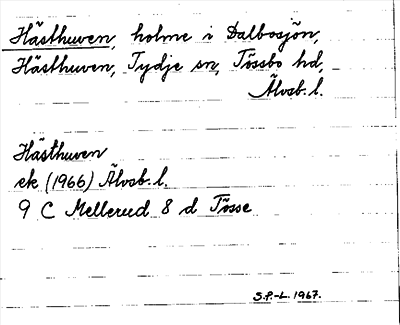 Hästhuven, holme i Dalbosjön,
Hästhuven, Tydje sn, Tössbo hd,
Älvsb. l.
Hästhuven
ek (1966) Älvsb. l.
9 C Mellerud 8 d Tösse
S.P.-L. 1967.